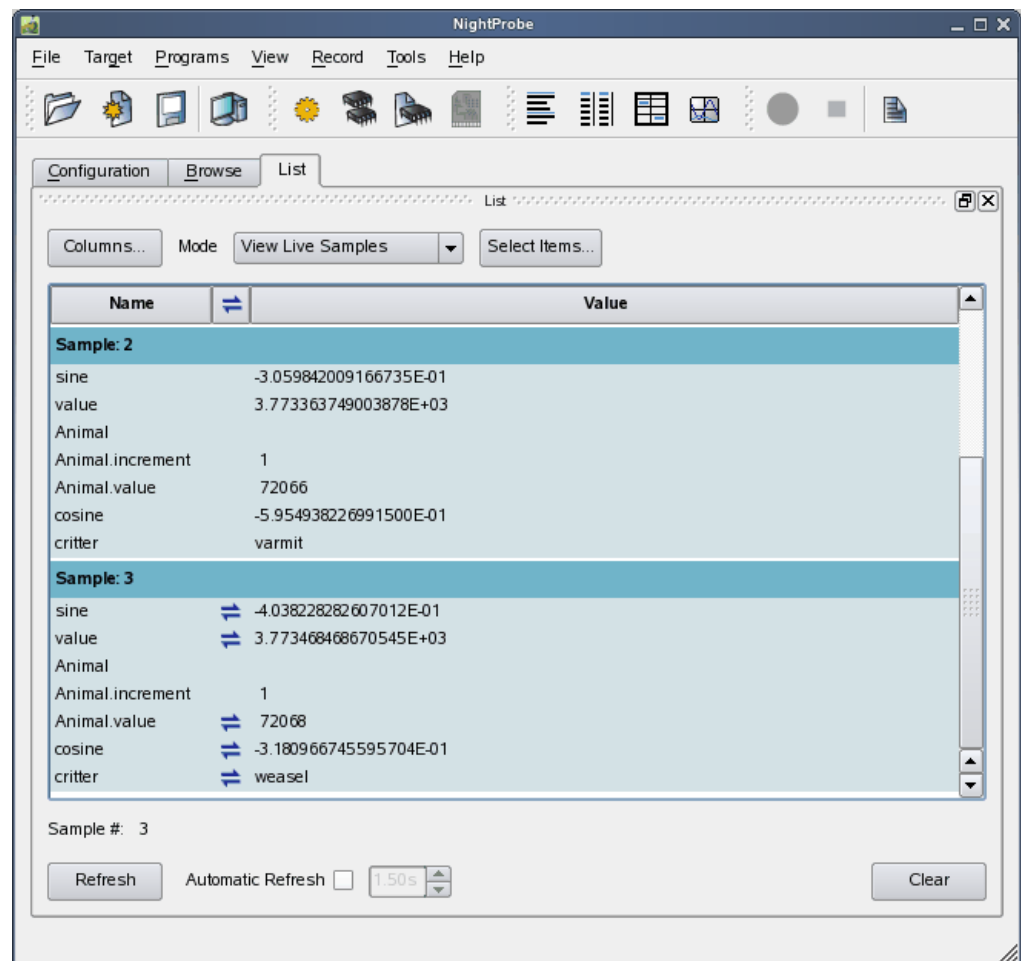 NightProbe
File Target Programs View Record Tools Help
Configuration Browse List
List
Columns... Mode View Live Samples Select Items...
Name Value
Sample: 2
sine -3.059842009166735E-01
value 3.773363749003878E+03
Animal
Animal.increment 1
Animal.value 72066
cosine -5.954938226991500E-01
critter varmit
Sample: 3
sine -4.038228282607012E-01
value 3.773468468670545E+03
Animal
Animal.increment 1
Animal.value 72068
cosine -3.180966745595704E-01
critter weasel
Sample #: 3
Refresh Automatic Refresh 1.50s Clear